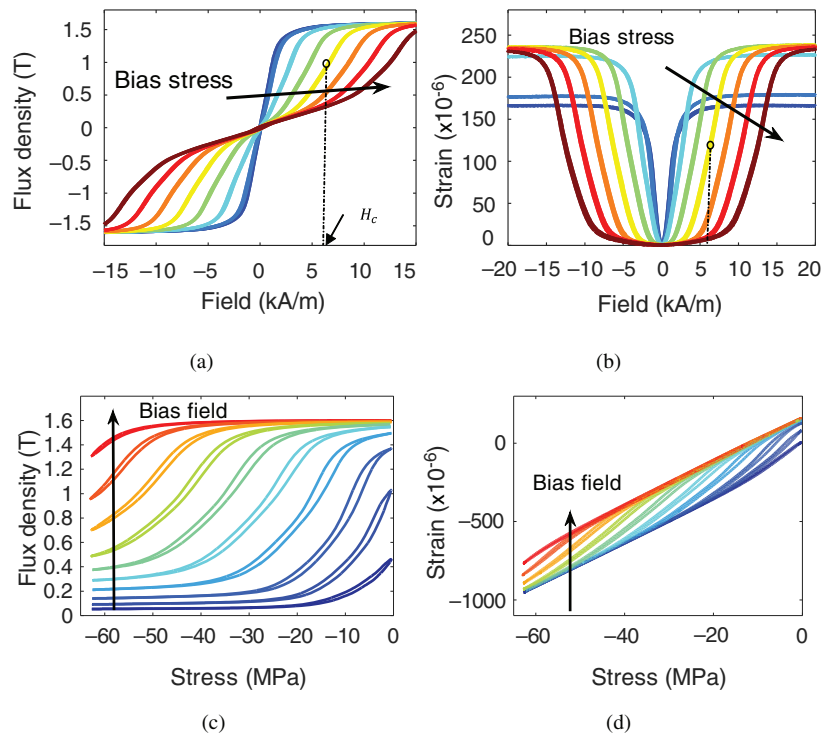 1.5
1.0
0.5
0
−0.5
−1.0
−1.5
Flux density (T)
Bias stress
H_c
−15 −10 −5 0 5 10 15
Field (kA/m)
(a)
250
200
150
100
50
0
Strain (x10⁻⁶)
Bias stress
−20 −15 −10 −5 0 5 10 15 20
Field (kA/m)
(b)
1.6
1.4
1.2
1
0.8
0.6
0.4
0.2
0
Flux density (T)
Bias field
−60 −50 −40 −30 −20 −10 0
Stress (MPa)
(c)
0
−500
−1000
Strain (x10⁻⁶)
Bias field
−60 −40 −20 0
Stress (MPa)
(d)